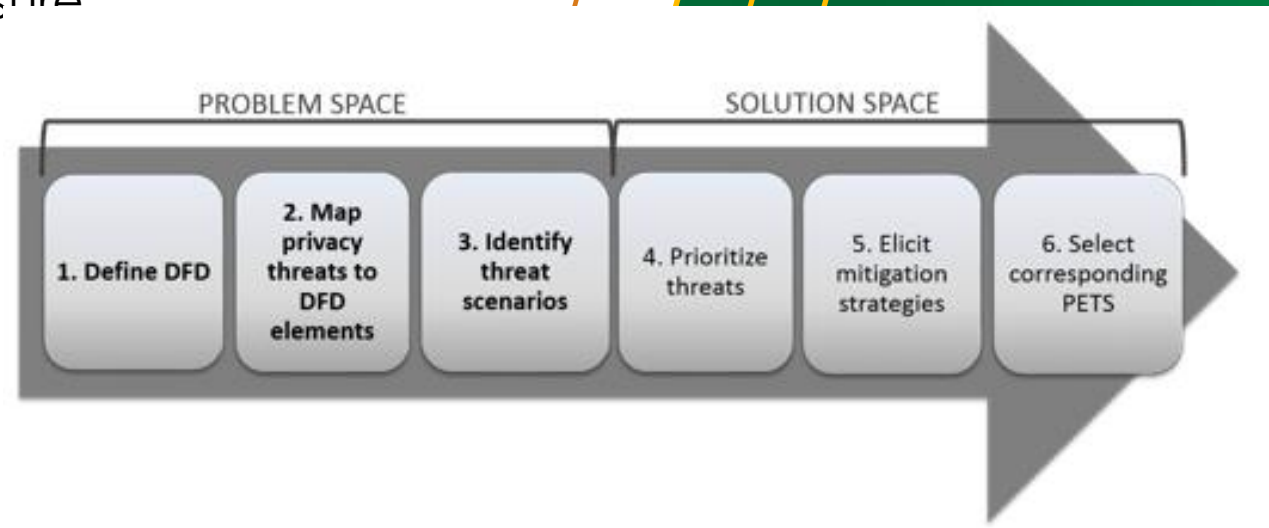 PROBLEM SPACE
SOLUTION SPACE
1. Define DFD
2. Map
privacy
threats to
DFD
elements
3. Identify
threat
scenarios
4. Prioritize
threats
5. Elicit
mitigation
strategies
6. Select
corresponding
PETS